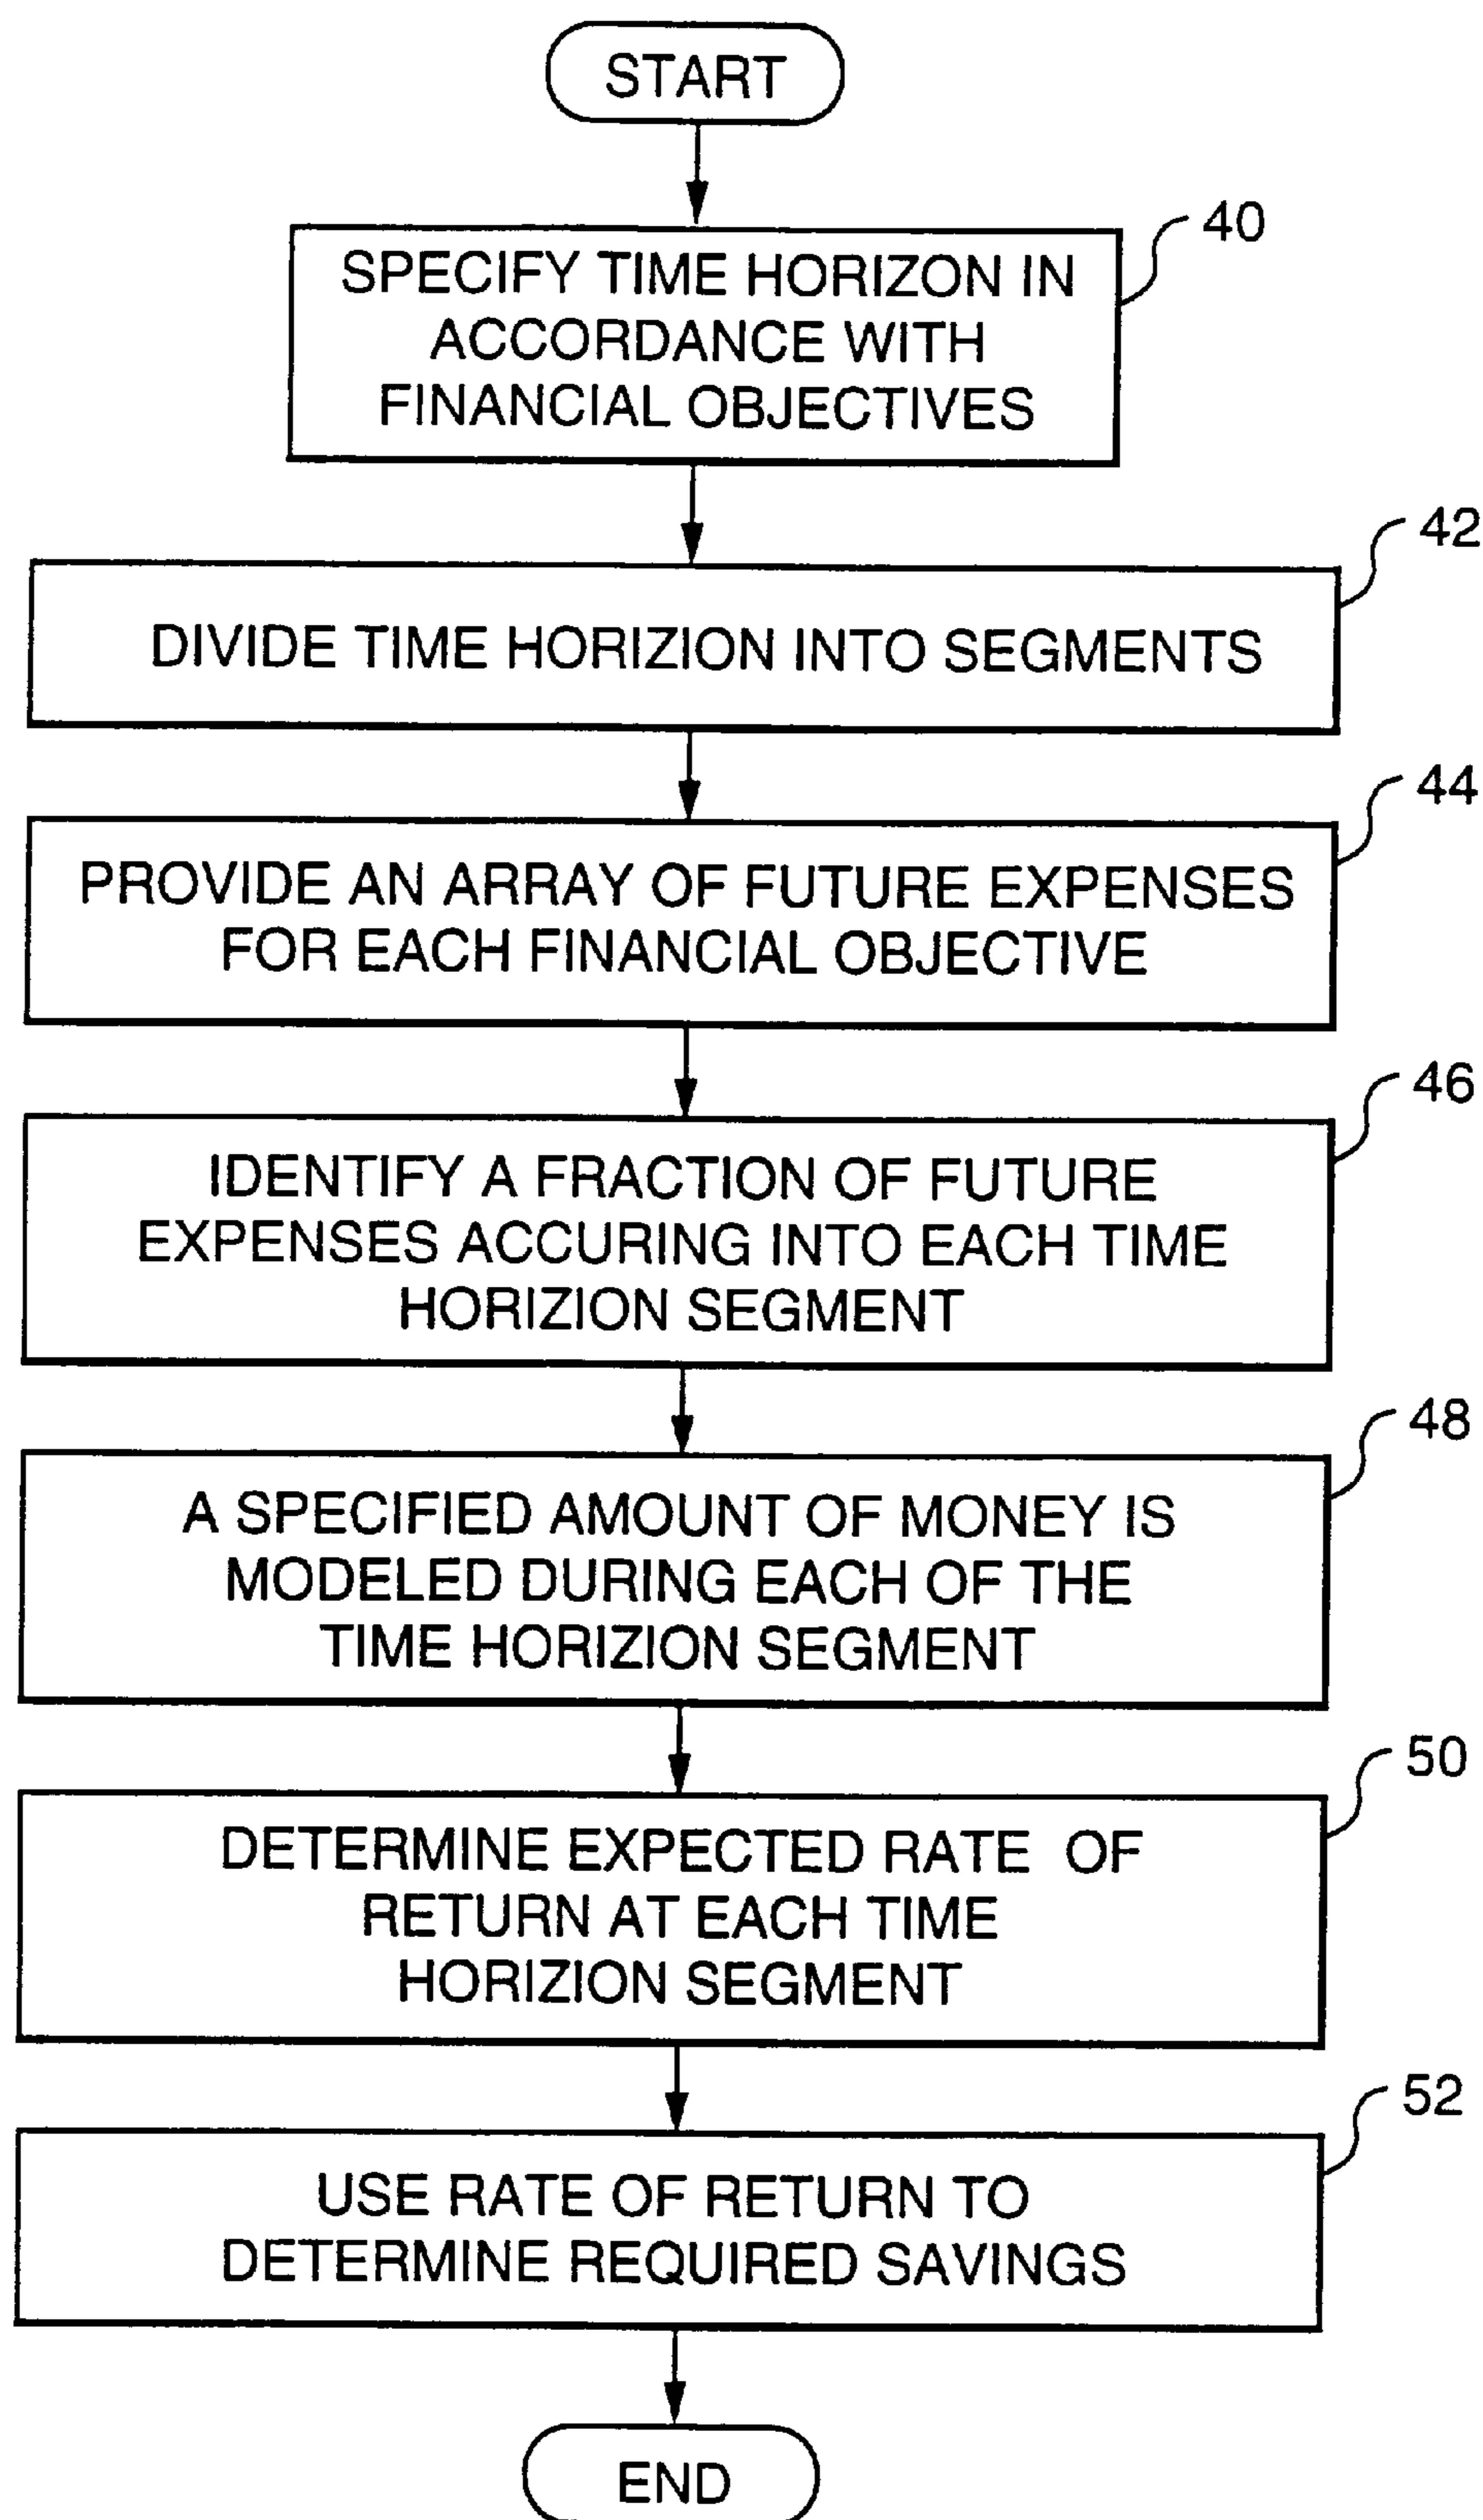 START
40
SPECIFY TIME HORIZON IN
ACCORDANCE WITH
FINANCIAL OBJECTIVES
42
DIVIDE TIME HORIZION INTO SEGMENTS
44
PROVIDE AN ARRAY OF FUTURE EXPENSES
FOR EACH FINANCIAL OBJECTIVE
46
IDENTIFY A FRACTION OF FUTURE
EXPENSES ACCURING INTO EACH TIME
HORIZION SEGMENT
48
A SPECIFIED AMOUNT OF MONEY IS
MODELED DURING EACH OF THE
TIME HORIZION SEGMENT
50
DETERMINE EXPECTED RATE OF
RETURN AT EACH TIME
HORIZION SEGMENT
52
USE RATE OF RETURN TO
DETERMINE REQUIRED SAVINGS
END